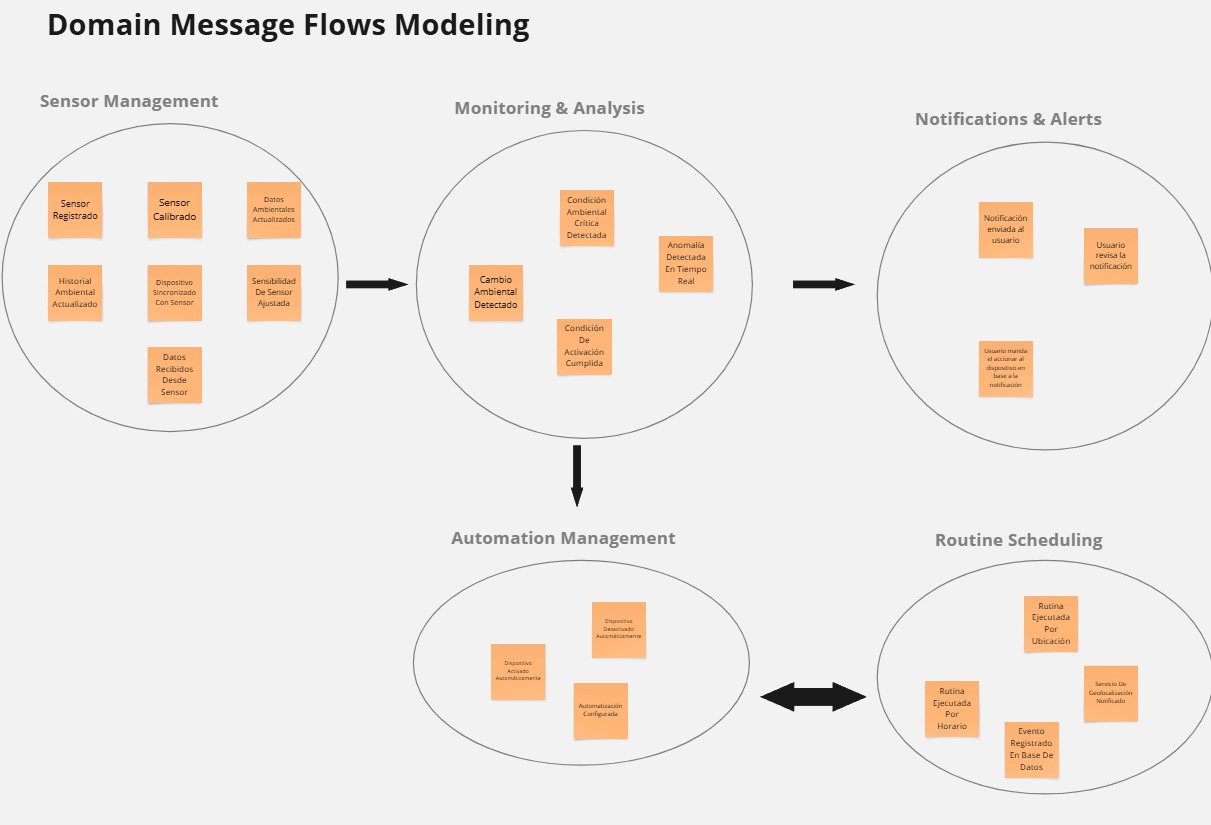 Domain Message Flows Modeling
Sensor Management
Sensor
Registrado
Sensor
Calibrado
Datos
Ambientales
Actualizados
Historial
Ambiental
Actualizado
Dispositivo
Sincronizado
Con Sensor
Sensibilidad
De Sensor
Ajustada
Datos
Recibidos
Desde
Sensor
Monitoring & Analysis
Condición
Ambiental
Crítica
Detectada
Anomalía
Detectada
En Tiempo
Real
Cambio
Ambiental
Detectado
Condición
De
Activación
Cumplida
Notifications & Alerts
Notificación
enviada al
usuario
Usuario
revisa la
notificación
Usuario manda
el accionar al
dispositivo en
base a la
notificación
Automation Management
Dispositivo
Desactivado
Automáticamente
Dispositivo
Activado
Automáticamente
Automatización
Configurada
Routine Scheduling
Rutina
Ejecutada
Por
Ubicación
Servicio De
Geolocalización
Notificado
Rutina
Ejecutada
Por
Horario
Evento
Registrado
En Base De
Datos